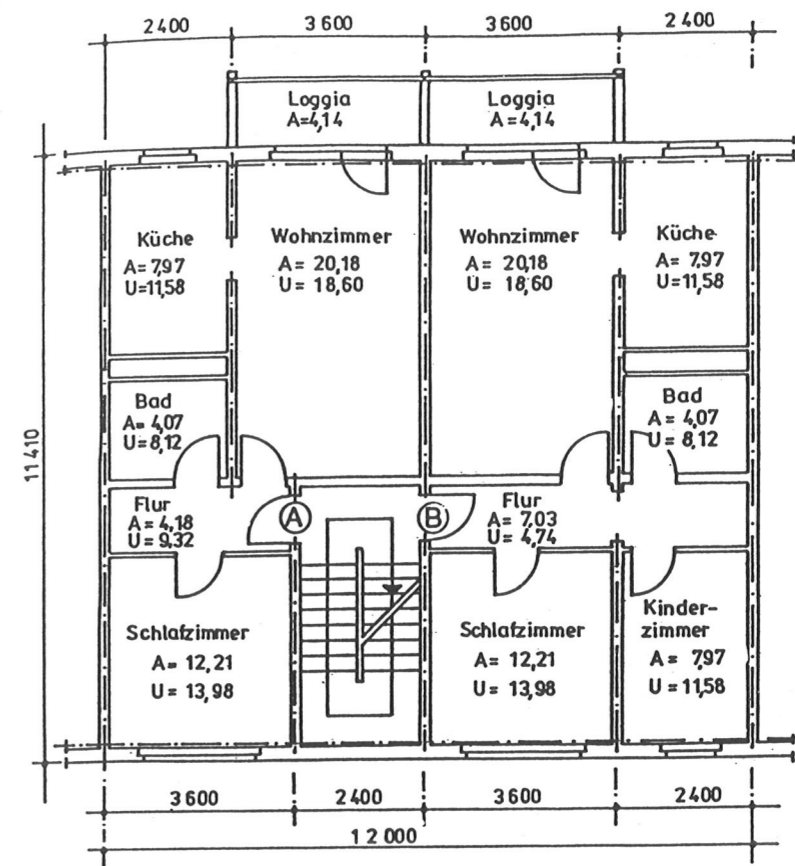 2400 3600 3600 2400
Loggia
A=4,14
Loggia
A=4,14
Küche
A= 7,97
U=11,58
Wohnzimmer
A = 20,18
U= 18,60
Wohnzimmer
A = 20,18
U= 18,60
Küche
A= 7,97
U=11,58
11410
Bad
A= 4,07
U= 8,12
Bad
A= 4,07
U= 8,12
Flur
A= 4,18
U= 9,32
A
B
Flur
A= 7,03
U= 4,74
Schlafzimmer
A= 12,21
U= 13,98
Schlafzimmer
A= 12,21
U= 13,98
Kinder-
zimmer
A= 7,97
U= 11,58
3600 2400 3600 2400
12000